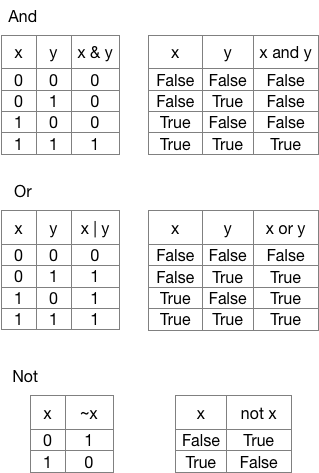 And
x y x & y x y x and y
0 0 0 False False False
0 1 0 False True False
1 0 0 True False False
1 1 1 True True True
Or
x y x | y x y x or y
0 0 0 False False False
0 1 1 False True True
1 0 1 True False True
1 1 1 True True True
Not
x ~x x not x
0 1 False True
1 0 True False